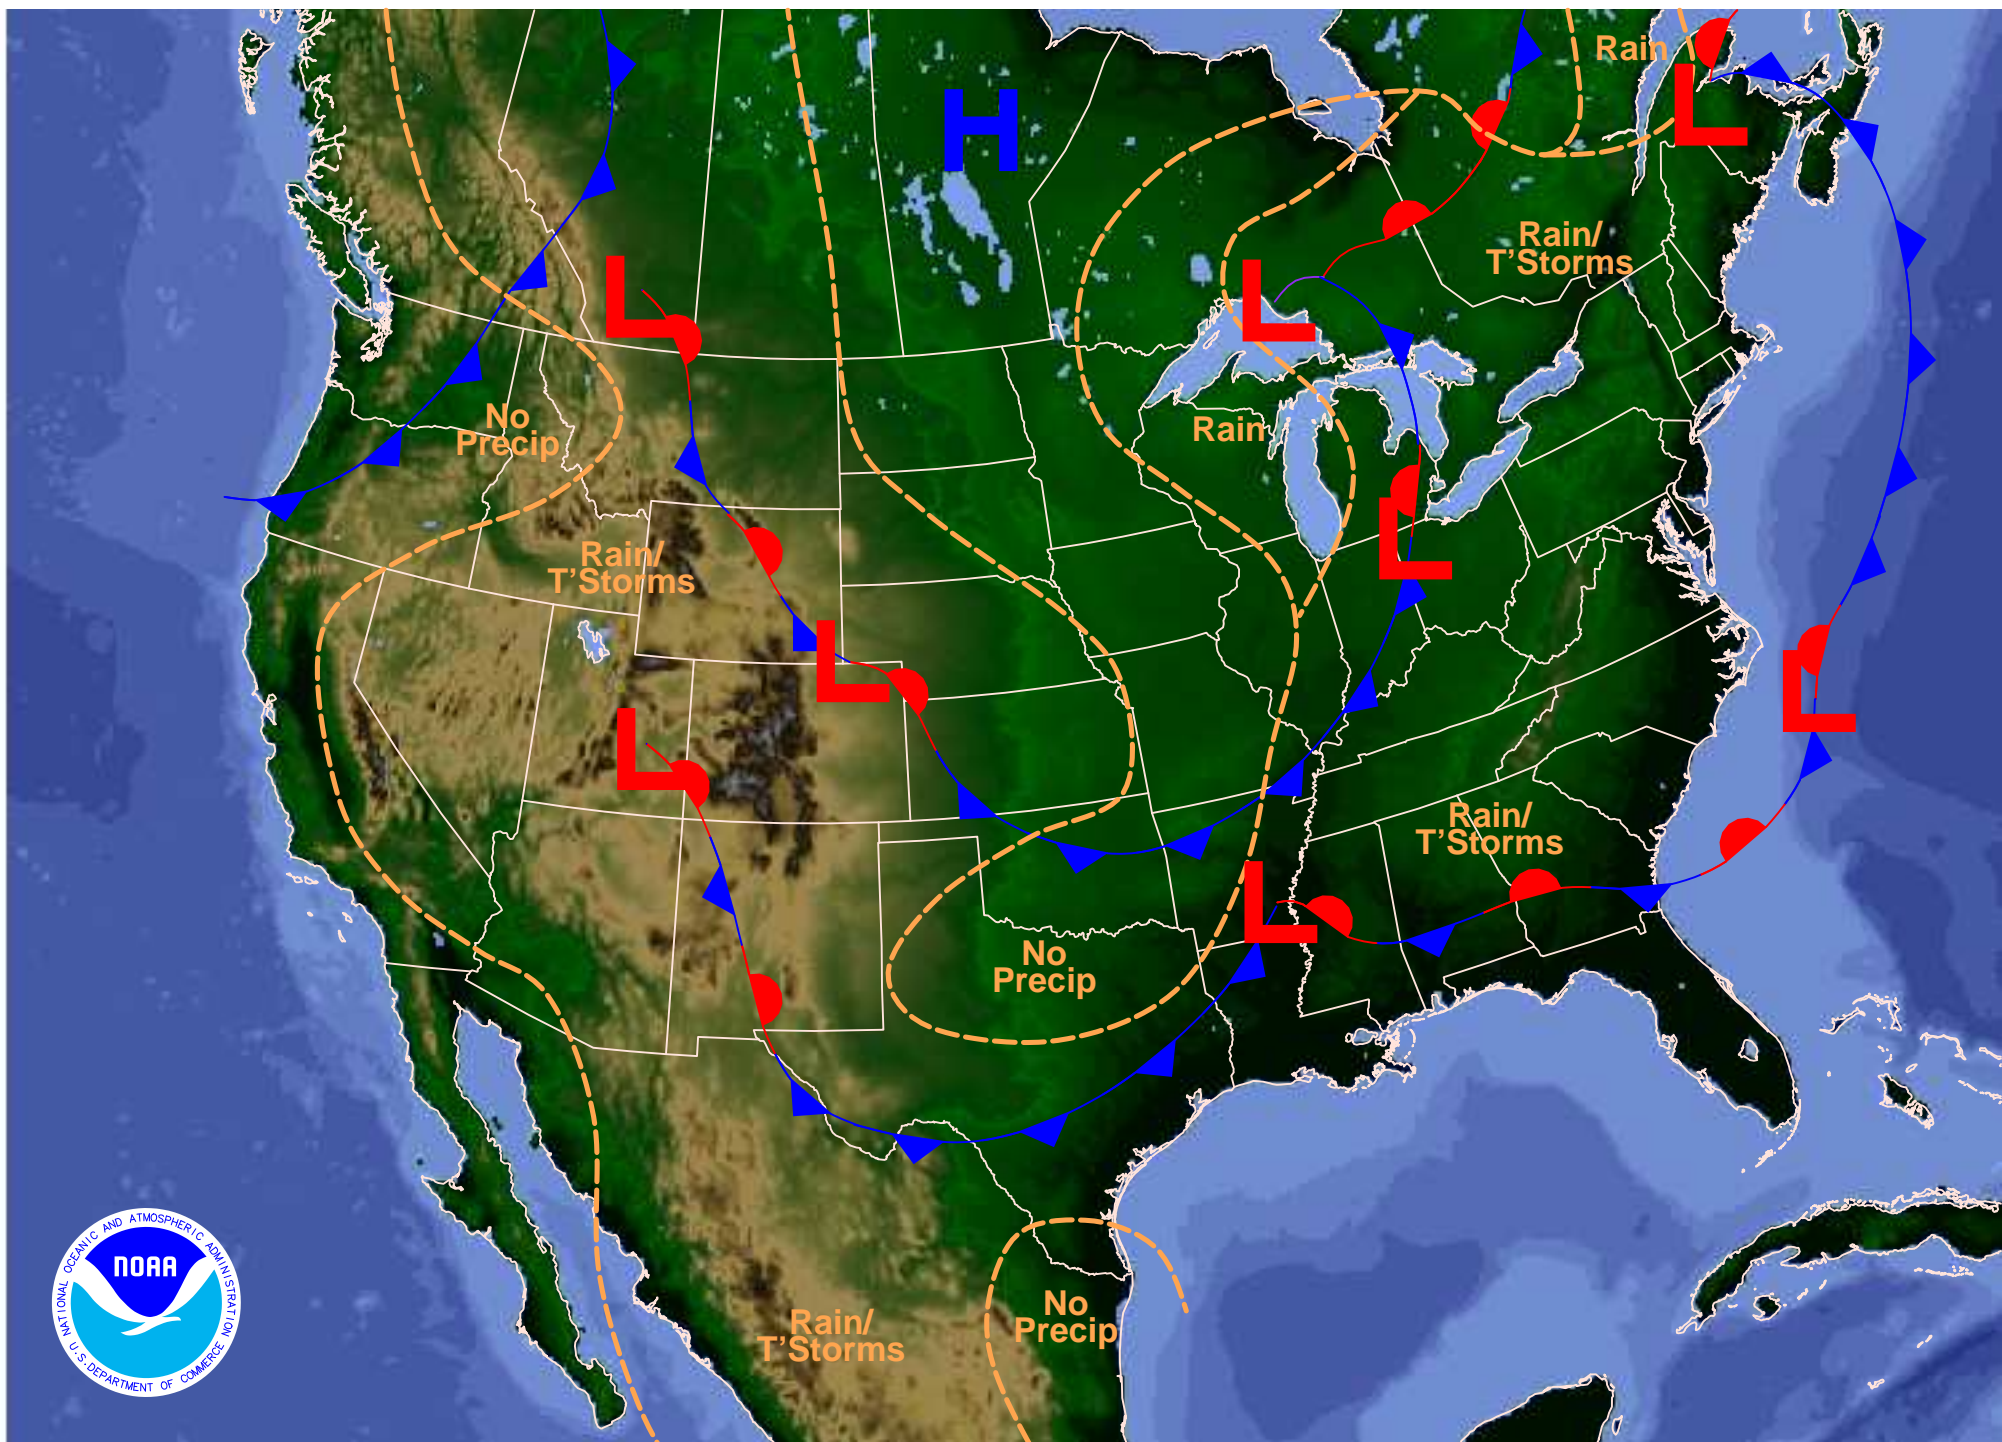 H
Rain
L
Rain/
T'Storms
L
L
No
Precip
Rain
L
Rain/
T'Storms
L
L
L
Rain/
T'Storms
L
No
Precip
No
Precip
Rain/
T'Storms
NATIONAL OCEANIC AND ATMOSPHERIC ADMINISTRATION
NOAA
U.S. DEPARTMENT OF COMMERCE